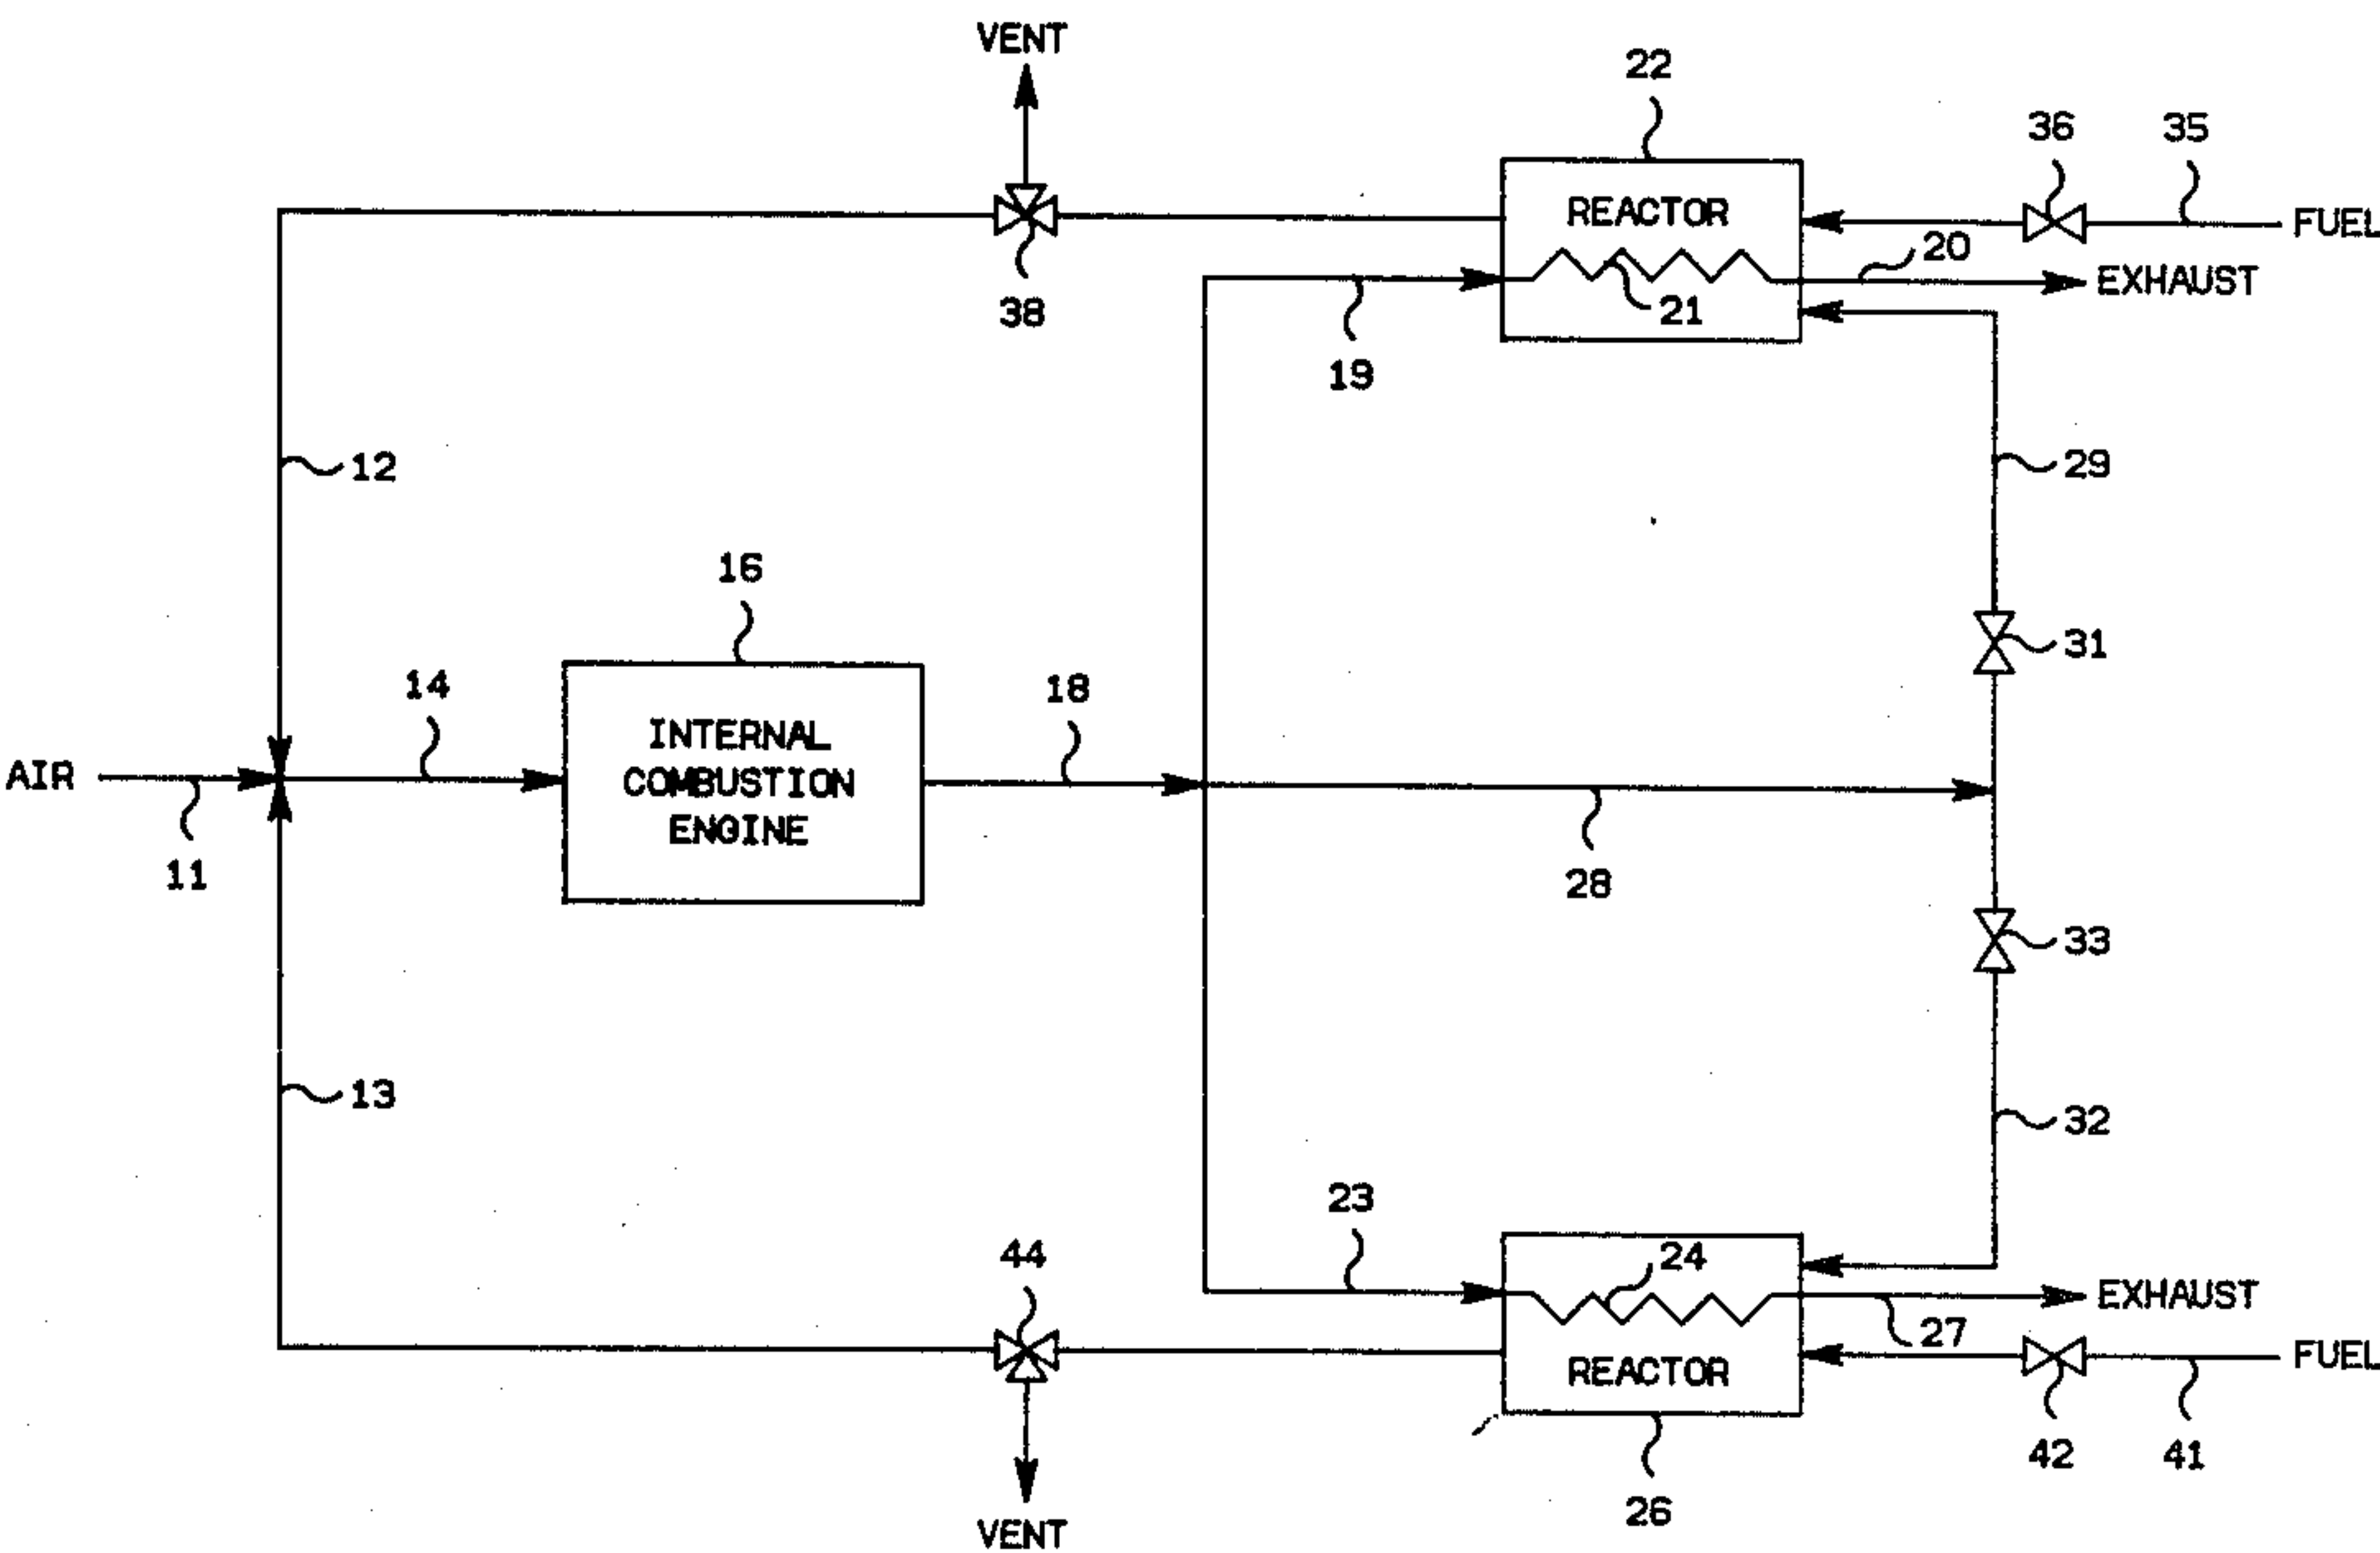 VENT
22
36
35
REACTOR
FUEL
20
EXHAUST
21
38
19
12
29
16
31
14
18
INTERNAL
COMBUSTION
ENGINE
AIR
11
28
33
13
32
23
44
24
EXHAUST
27
FUEL
REACTOR
42
41
26
VENT